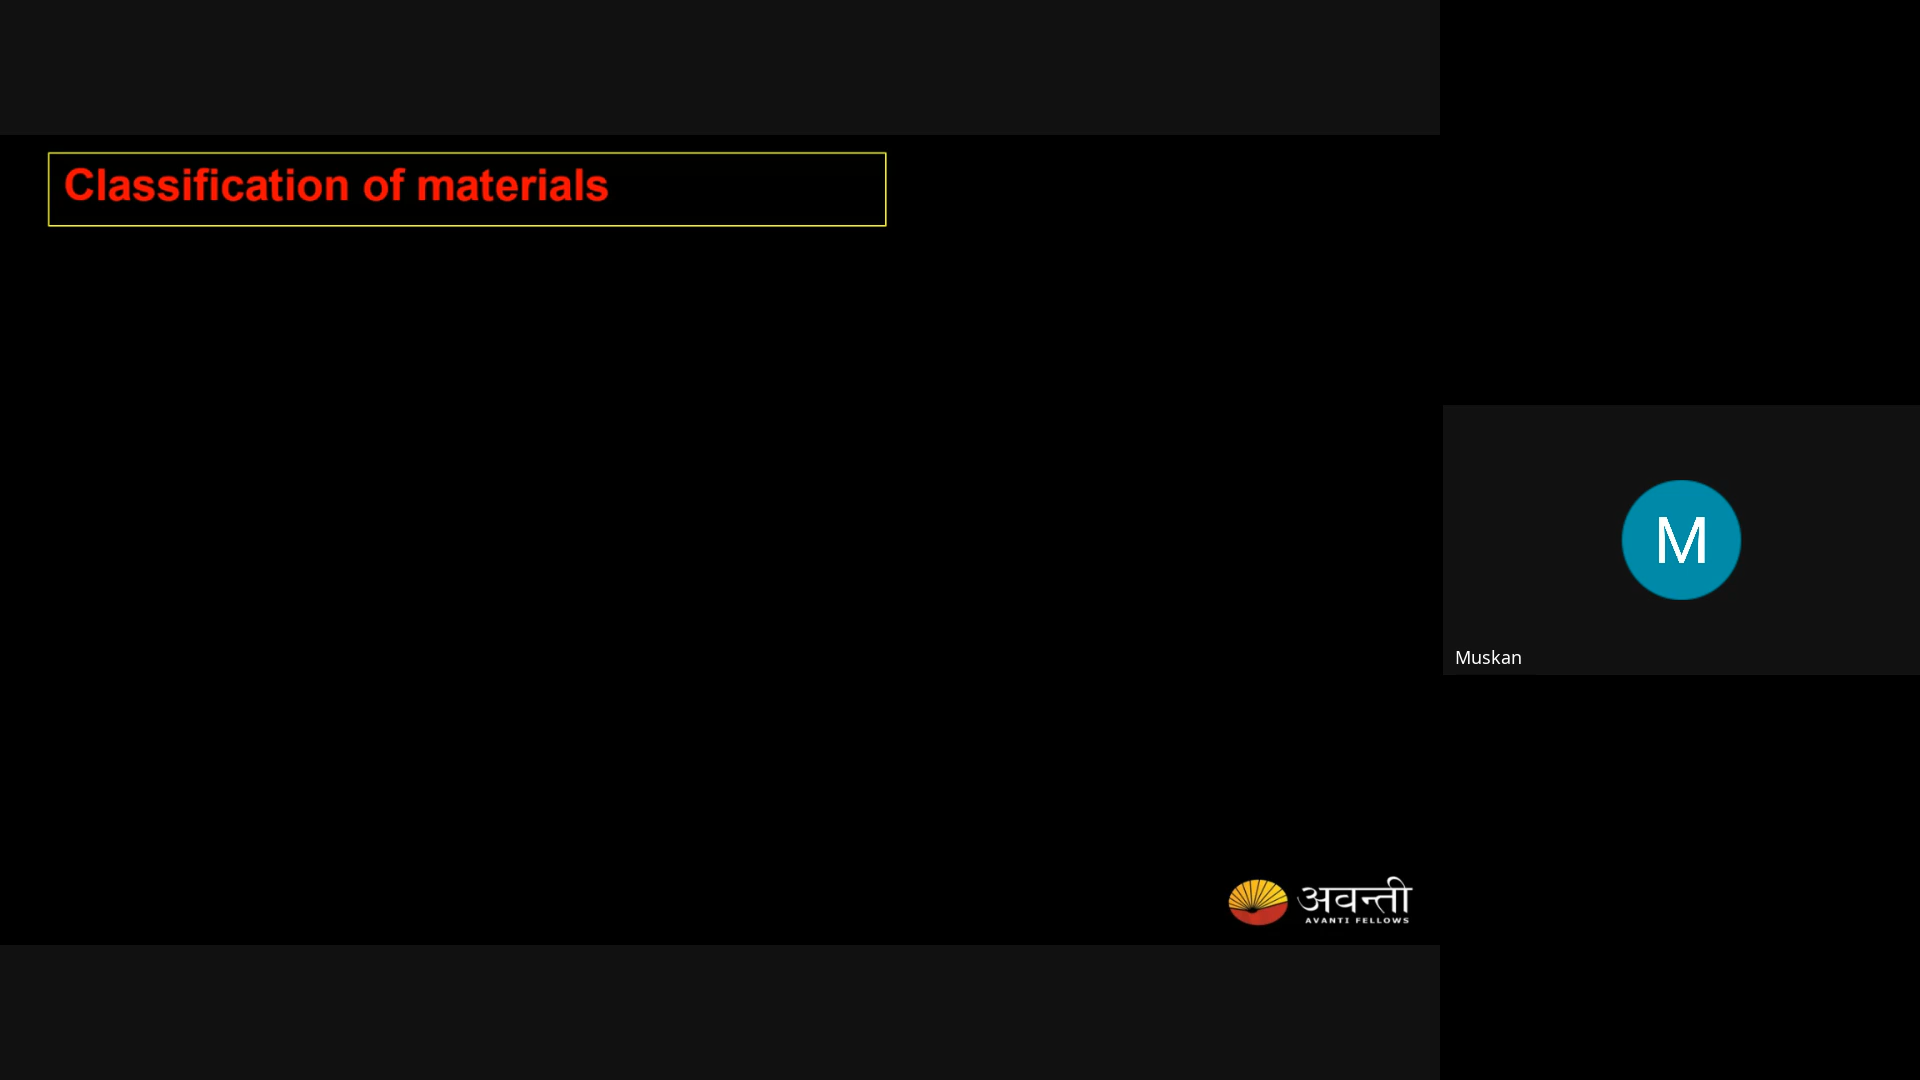 Classification of materials
M
Muskan
अवन्ती
AVANTI FELLOWS